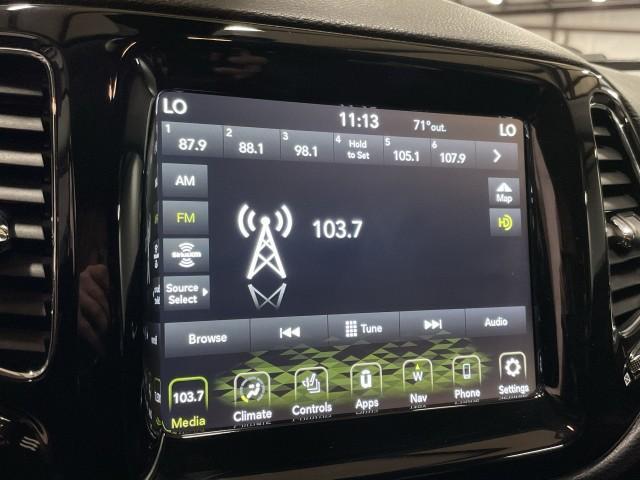 LO 11:13 71°out. LO
1 87.9 2 88.1 3 98.1 4 Hold to Set 5 105.1 6 107.9
AM
Map
FM 103.7 HD
SiriusXM
Source
Select
Browse Tune Audio
103.7 W
Media Climate Controls Apps Nav Phone Settings